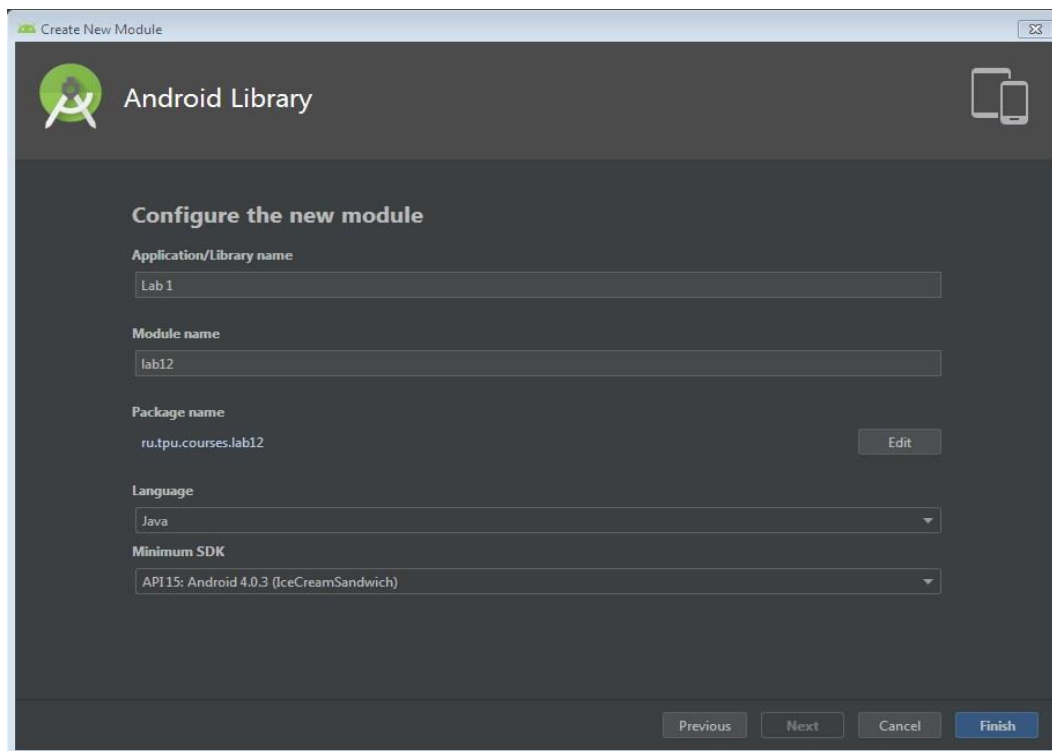 Create New Module
Android Library
Configure the new module
Application/Library name
Lab 1
Module name
lab12
Package name
ru.tpu.courses.lab12
Edit
Language
Java
Minimum SDK
API 15: Android 4.0.3 (IceCreamSandwich)
Previous Next Cancel Finish